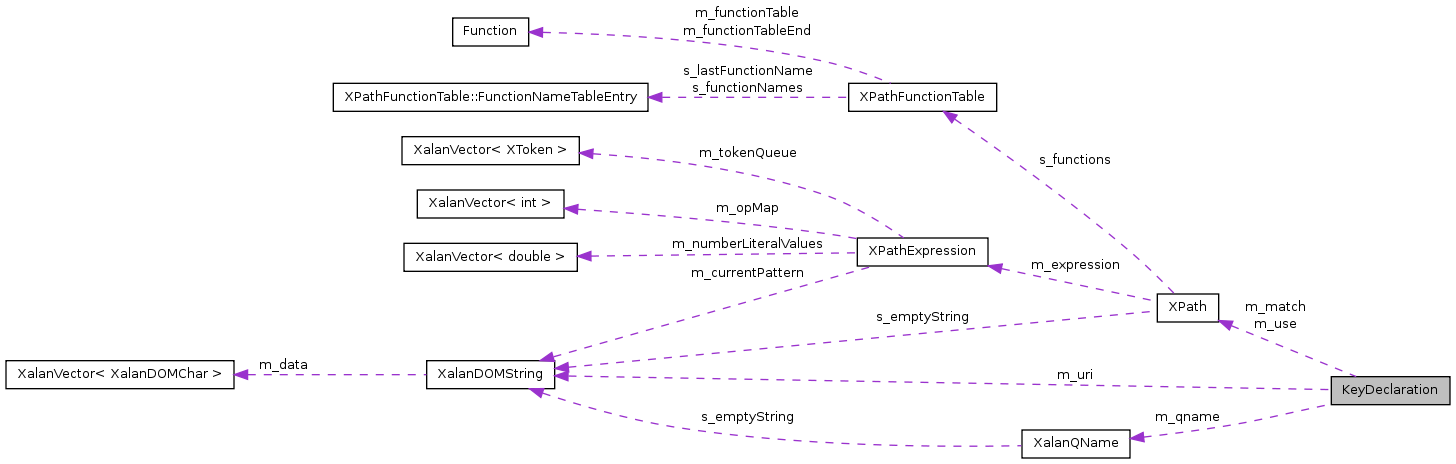 m_functionTable
m_functionTableEnd
Function
s_lastFunctionName
s_functionNames
XPathFunctionTable::FunctionNameTableEntry
XPathFunctionTable
XalanVector< XToken >
m_tokenQueue
s_functions
XalanVector< int >
m_opMap
m_numberLiteralValues
XalanVector< double >
XPathExpression
m_currentPattern
m_expression
s_emptyString
XPath
m_match
m_use
XalanVector< XalanDOMChar >
m_data
XalanDOMString
m_uri
KeyDeclaration
s_emptyString
m_qname
XalanQName